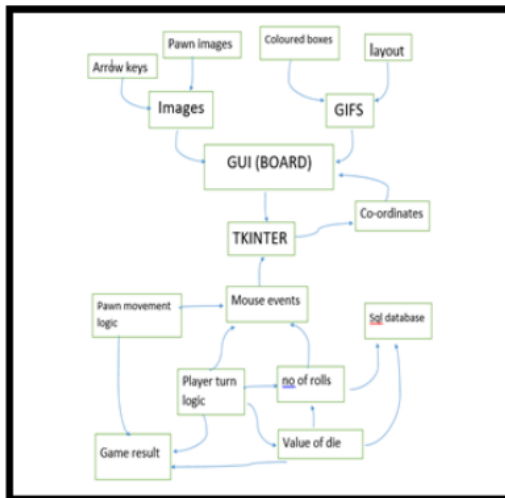 Pawn images
Coloured boxes
layout
Arrow keys
Images
GIFS
GUI (BOARD)
Co-ordinates
TKINTER
Mouse events
Pawn movement
logic
Sql database
Player turn
logic
no of rolls
Value of die
Game result